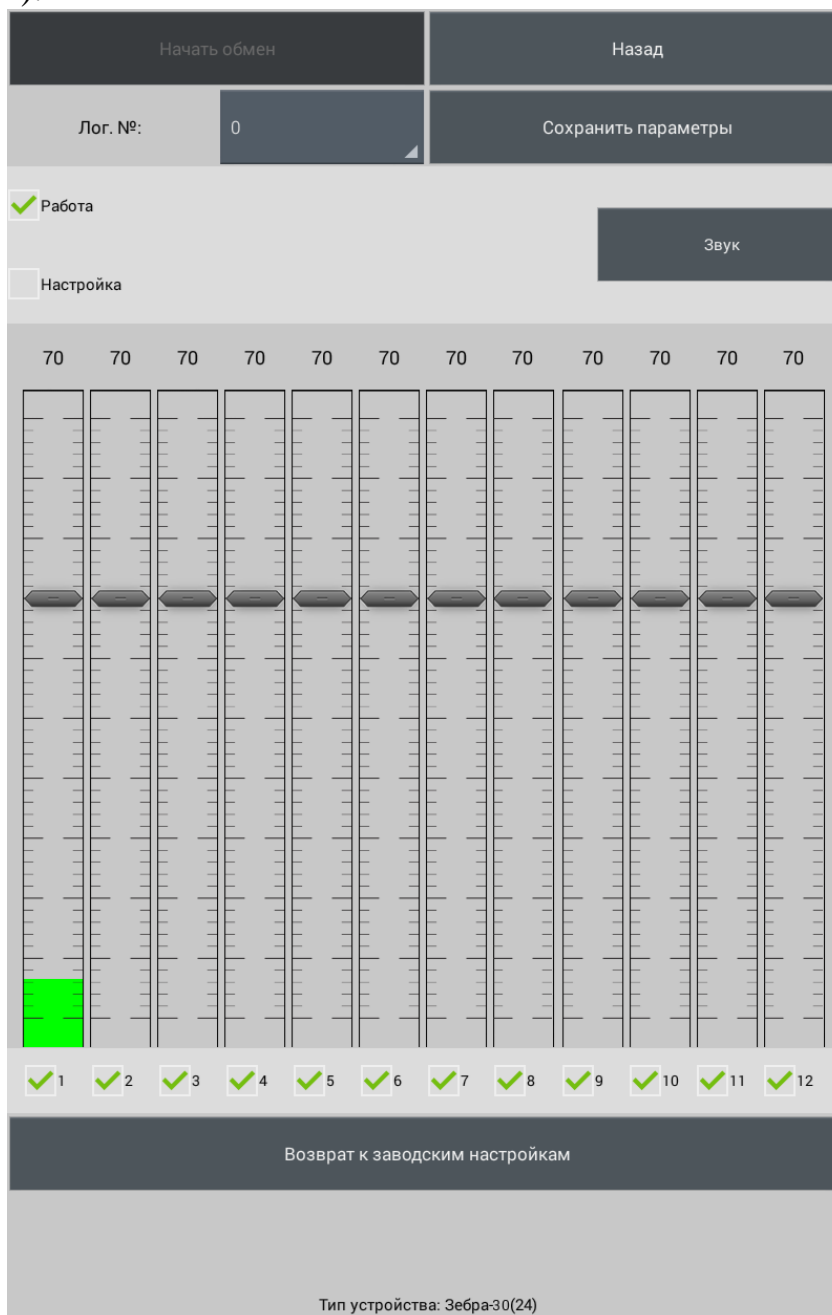 Начать обмен Назад
Лог. №: 0 Сохранить параметры
Работа
Звук
Настройка
70 70 70 70 70 70 70 70 70 70 70 70
1 2 3 4 5 6 7 8 9 10 11 12
Возврат к заводским настройкам
Тип устройства: Зебра-30(24)